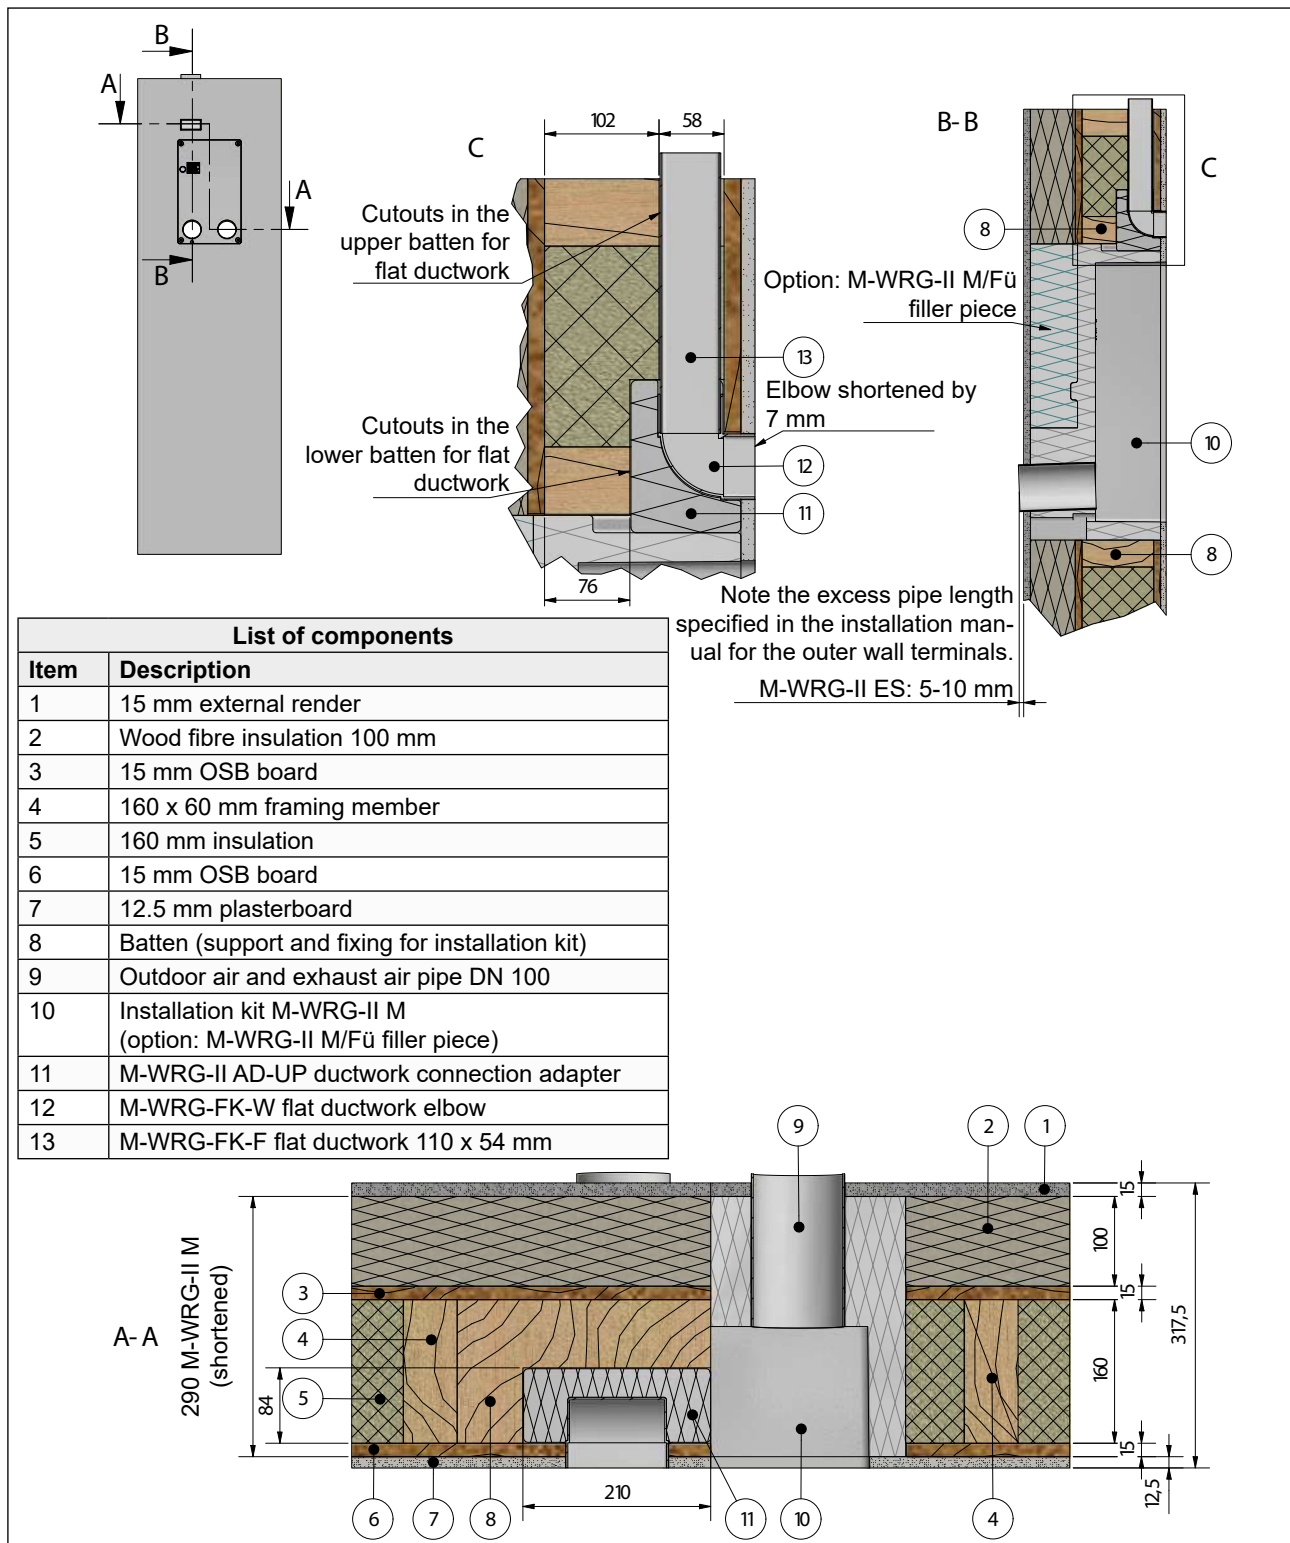 B
A
A
B
C
102
58
Cutouts in the
upper batten for
flat ductwork
13
Elbow shortened by
7 mm
Cutouts in the
lower batten for flat
ductwork
12
11
76
B-B
C
8
Option: M-WRG-II M/Fü
filler piece
10
8
Note the excess pipe length
specified in the installation man-
ual for the outer wall terminals.
M-WRG-II ES: 5-10 mm
List of components
Item Description
1 15 mm external render
2 Wood fibre insulation 100 mm
3 15 mm OSB board
4 160 x 60 mm framing member
5 160 mm insulation
6 15 mm OSB board
7 12.5 mm plasterboard
8 Batten (support and fixing for installation kit)
9 Outdoor air and exhaust air pipe DN 100
10 Installation kit M-WRG-II M
(option: M-WRG-II M/Fü filler piece)
11 M-WRG-II AD-UP ductwork connection adapter
12 M-WRG-FK-W flat ductwork elbow
13 M-WRG-FK-F flat ductwork 110 x 54 mm
9
2
1
A-A
290 M-WRG-II M
(shortened)
3
4
5
84
15
100
15
160
15
12,5
317,5
210
6
7
8
11
10
4